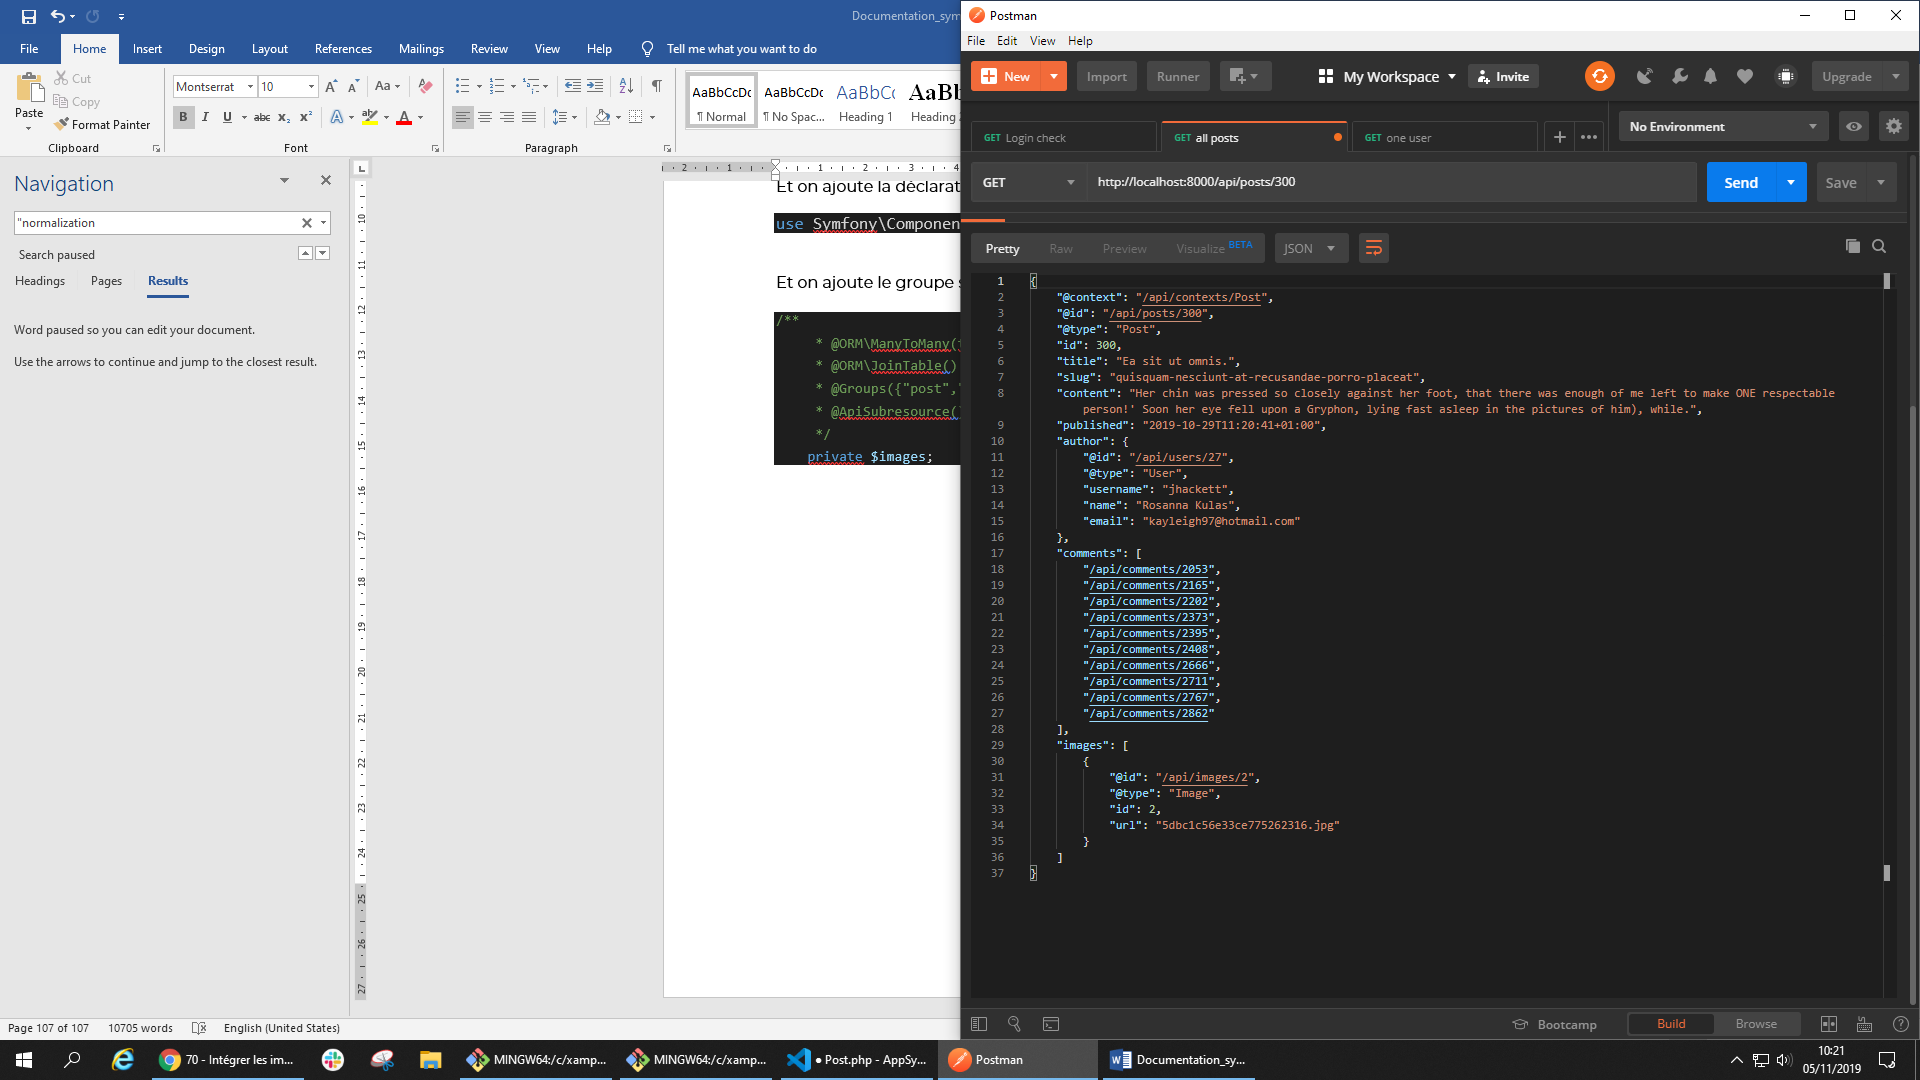 Documentation_sym
File Home Insert Design Layout References Mailings Review View Help Tell me what you want to do
Paste
Cut
Copy
Format Painter
Clipboard
Montserrat 10
Font
Paragraph
AaBbCcDc AaBbCcDc AaBbCc AaBb
¶ Normal ¶ No Spac... Heading 1 Heading
Navigation
"normalization
Search paused
Headings Pages Results
Word paused so you can edit your document.
Use the arrows to continue and jump to the closest result.
Et on ajoute la déclarat
use Symfony\Componen
Et on ajoute le groupe s
/**
* @ORM\ManyToMany(
* @ORM\JoinTable()
* @Groups({"post",
* @ApiSubresource()
*/
private $images;
Page 107 of 107 10705 words English (United States)
Postman
File Edit View Help
New Import Runner My Workspace Invite Upgrade
GET Login check GET all posts GET one user No Environment
GET http://localhost:8000/api/posts/300 Send Save
Pretty Raw Preview Visualize BETA JSON
1 {
2 "@context": "/api/contexts/Post",
3 "@id": "/api/posts/300",
4 "@type": "Post",
5 "id": 300,
6 "title": "Ea sit ut omnis.",
7 "slug": "quisquam-nesciunt-at-recusandae-porro-placeat",
8 "content": "Her chin was pressed so closely against her foot, that there was enough of me left to make ONE respectable
person!' Soon her eye fell upon a Gryphon, lying fast asleep in the pictures of him), while.",
9 "published": "2019-10-29T11:20:41+01:00",
10 "author": {
11 "@id": "/api/users/27",
12 "@type": "User",
13 "username": "jhackett",
14 "name": "Rosanna Kulas",
15 "email": "kayleigh97@hotmail.com"
16 },
17 "comments": [
18 "/api/comments/2053",
19 "/api/comments/2165",
20 "/api/comments/2202",
21 "/api/comments/2373",
22 "/api/comments/2395",
23 "/api/comments/2408",
24 "/api/comments/2666",
25 "/api/comments/2711",
26 "/api/comments/2767",
27 "/api/comments/2862"
28 ],
29 "images": [
30 {
31 "@id": "/api/images/2",
32 "@type": "Image",
33 "id": 2,
34 "url": "5dbc1c56e33ce775262316.jpg"
35 }
36 ]
37 }
Bootcamp Build Browse
70 - Intégrer les im... MINGW64:/c/xamp... MINGW64:/c/xamp... ● Post.php - AppSy... Postman Documentation_sy...
10:21
05/11/2019